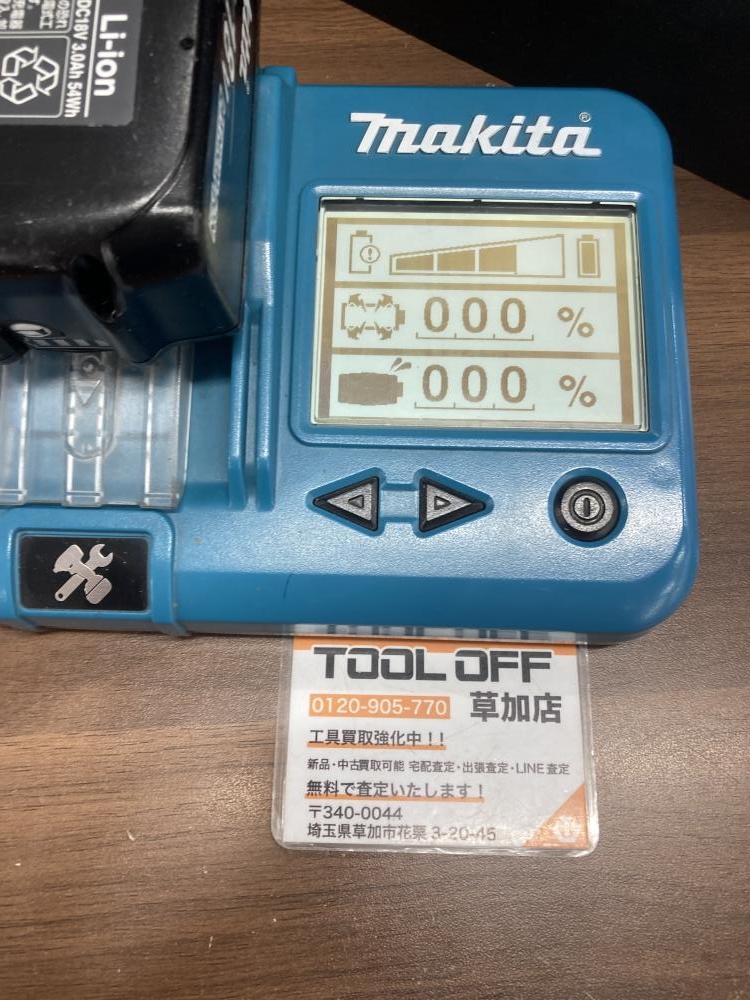 Li-ion
DC18V 3.0Ah 54Wh
makita®
000 %
000 %
TOOL OFF
0120-905-770 草加店
工具買取強化中!!
新品・中古買取可能 宅配査定・出張査定・LINE査定
無料で査定いたします!
〒340-0044
埼玉県草加市花栗 3-20-45